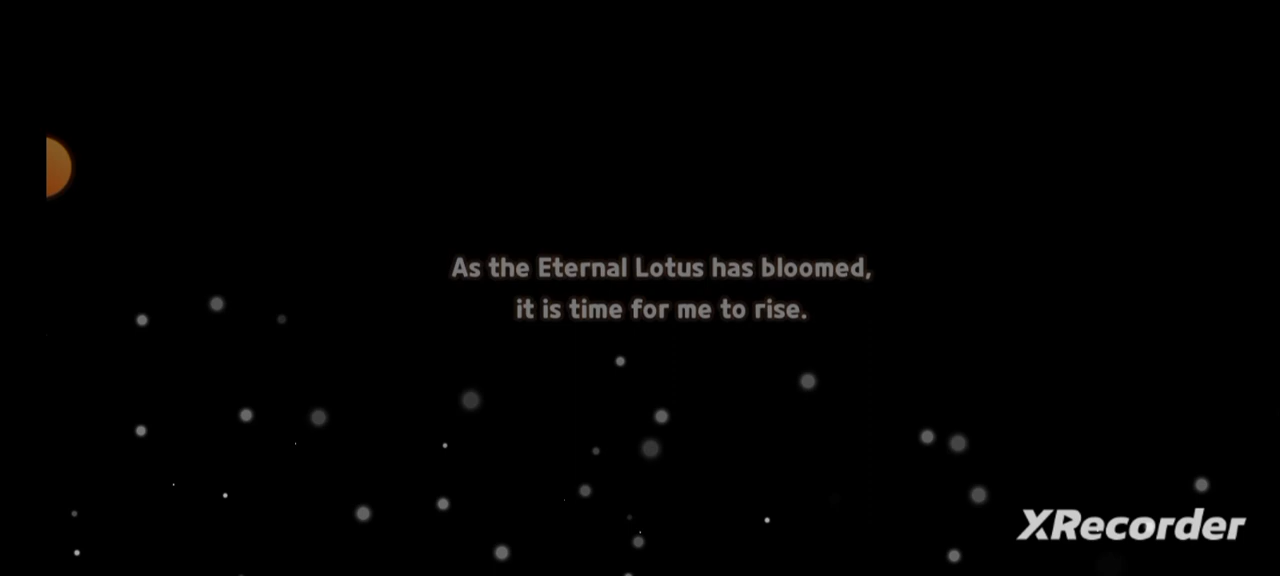 As the Eternal Lotus has bloomed,
it is time for me to rise.
XRecorder